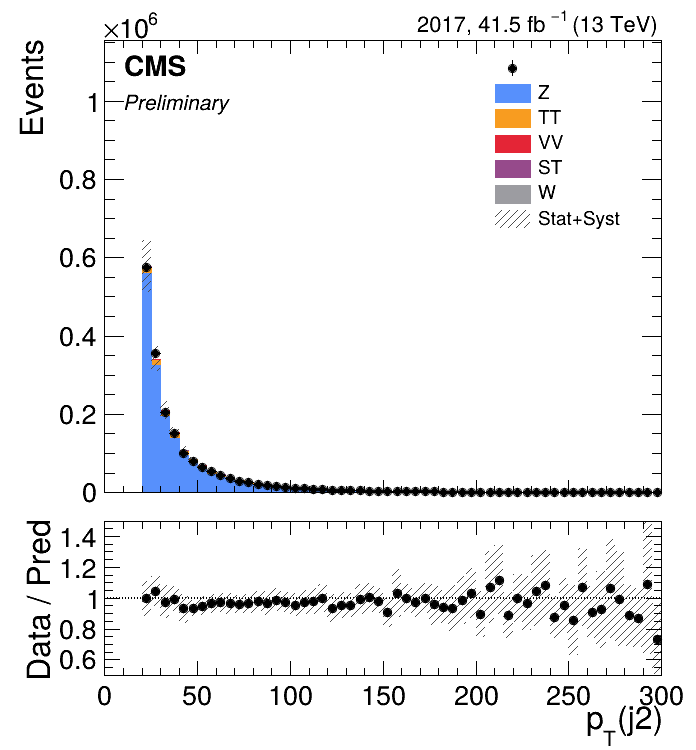 ×10⁶
2017, 41.5 fb⁻¹ (13 TeV)
CMS
Preliminary
Events
1
0.8
0.6
0.4
0.2
0
Z
TT
VV
ST
W
Stat+Syst
Data / Pred
1.4
1.2
1
0.8
0.6
0 50 100 150 200 250 300
p_T(j2)